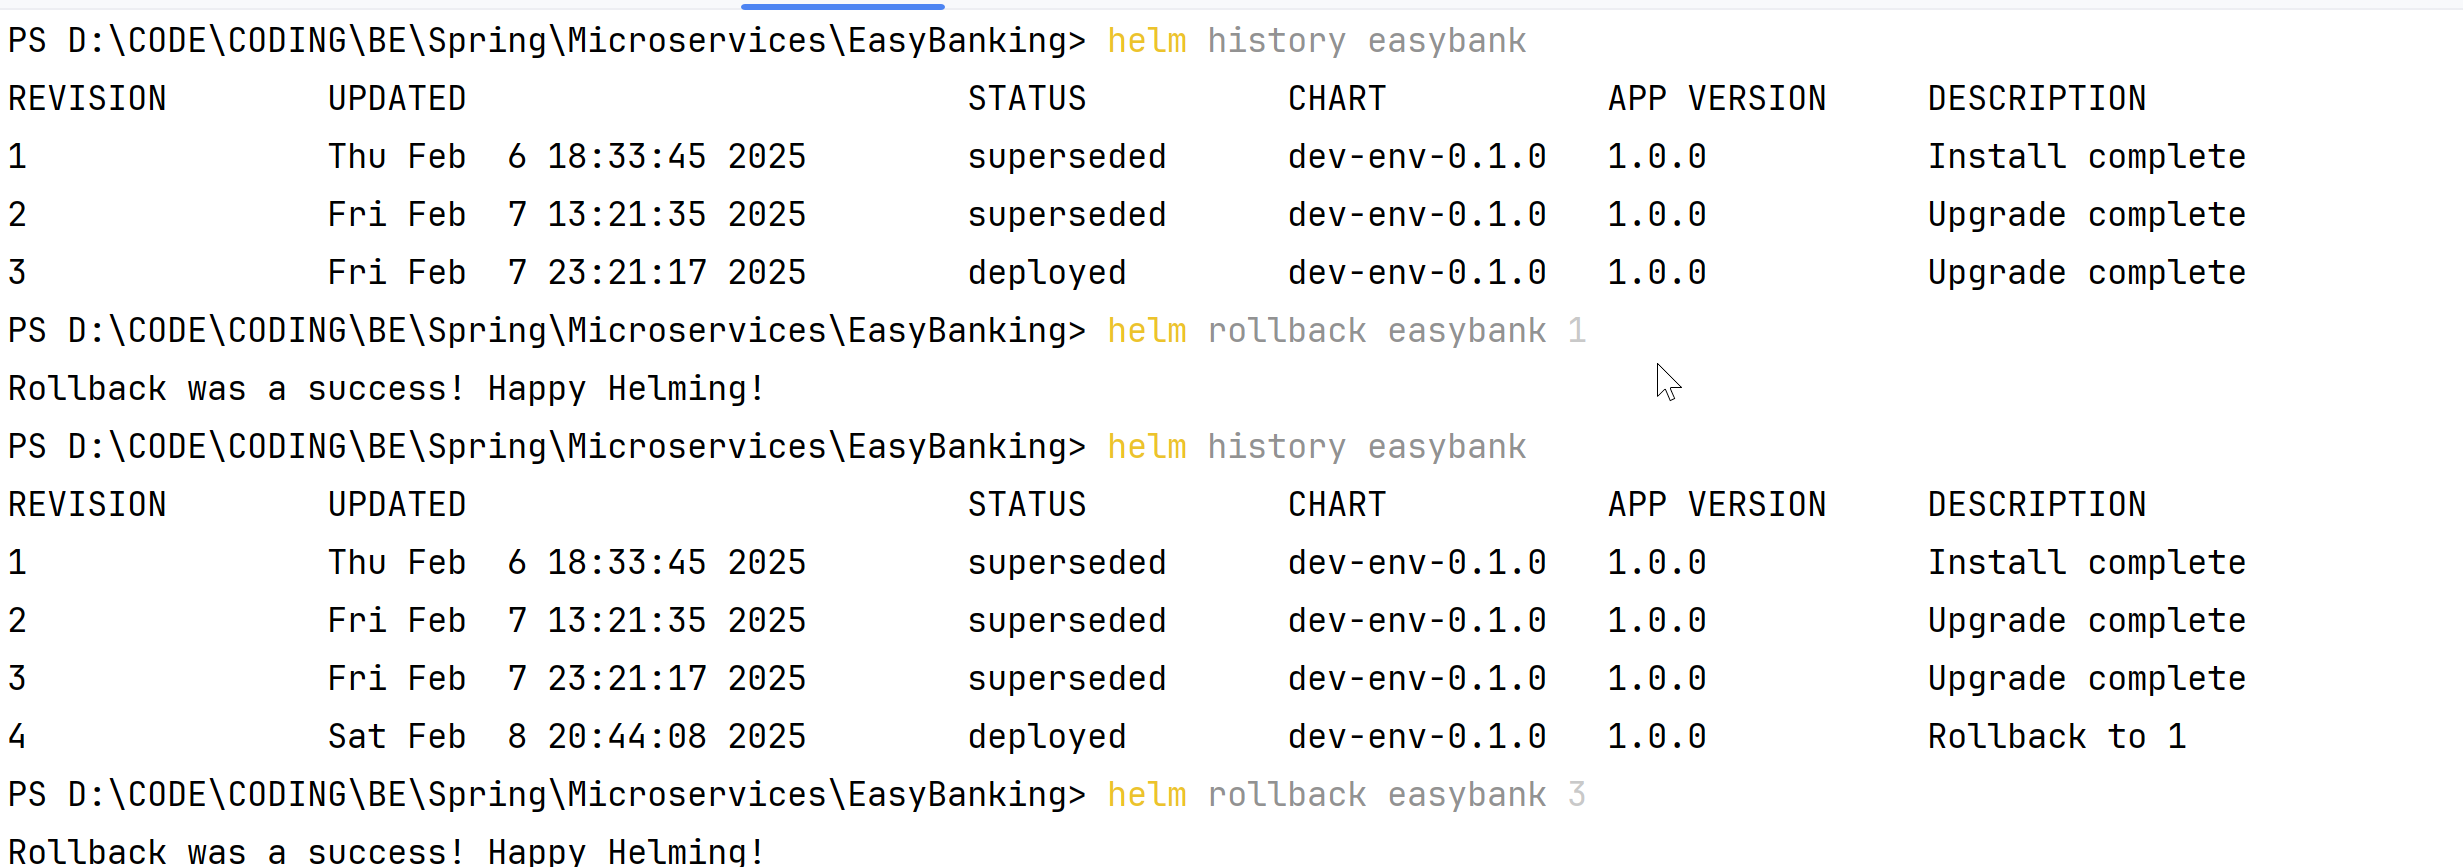 PS D:\CODE\CODING\BE\Spring\Microservices\EasyBanking> helm history easybank
REVISION        UPDATED                         STATUS          CHART           APP VERSION     DESCRIPTION
1               Thu Feb  6 18:33:45 2025        superseded      dev-env-0.1.0   1.0.0           Install complete
2               Fri Feb  7 13:21:35 2025        superseded      dev-env-0.1.0   1.0.0           Upgrade complete
3               Fri Feb  7 23:21:17 2025        deployed        dev-env-0.1.0   1.0.0           Upgrade complete
PS D:\CODE\CODING\BE\Spring\Microservices\EasyBanking> helm rollback easybank 1
Rollback was a success! Happy Helming!
PS D:\CODE\CODING\BE\Spring\Microservices\EasyBanking> helm history easybank
REVISION        UPDATED                         STATUS          CHART           APP VERSION     DESCRIPTION
1               Thu Feb  6 18:33:45 2025        superseded      dev-env-0.1.0   1.0.0           Install complete
2               Fri Feb  7 13:21:35 2025        superseded      dev-env-0.1.0   1.0.0           Upgrade complete
3               Fri Feb  7 23:21:17 2025        superseded      dev-env-0.1.0   1.0.0           Upgrade complete
4               Sat Feb  8 20:44:08 2025        deployed        dev-env-0.1.0   1.0.0           Rollback to 1
PS D:\CODE\CODING\BE\Spring\Microservices\EasyBanking> helm rollback easybank 3
Rollback was a success! Happy Helming!